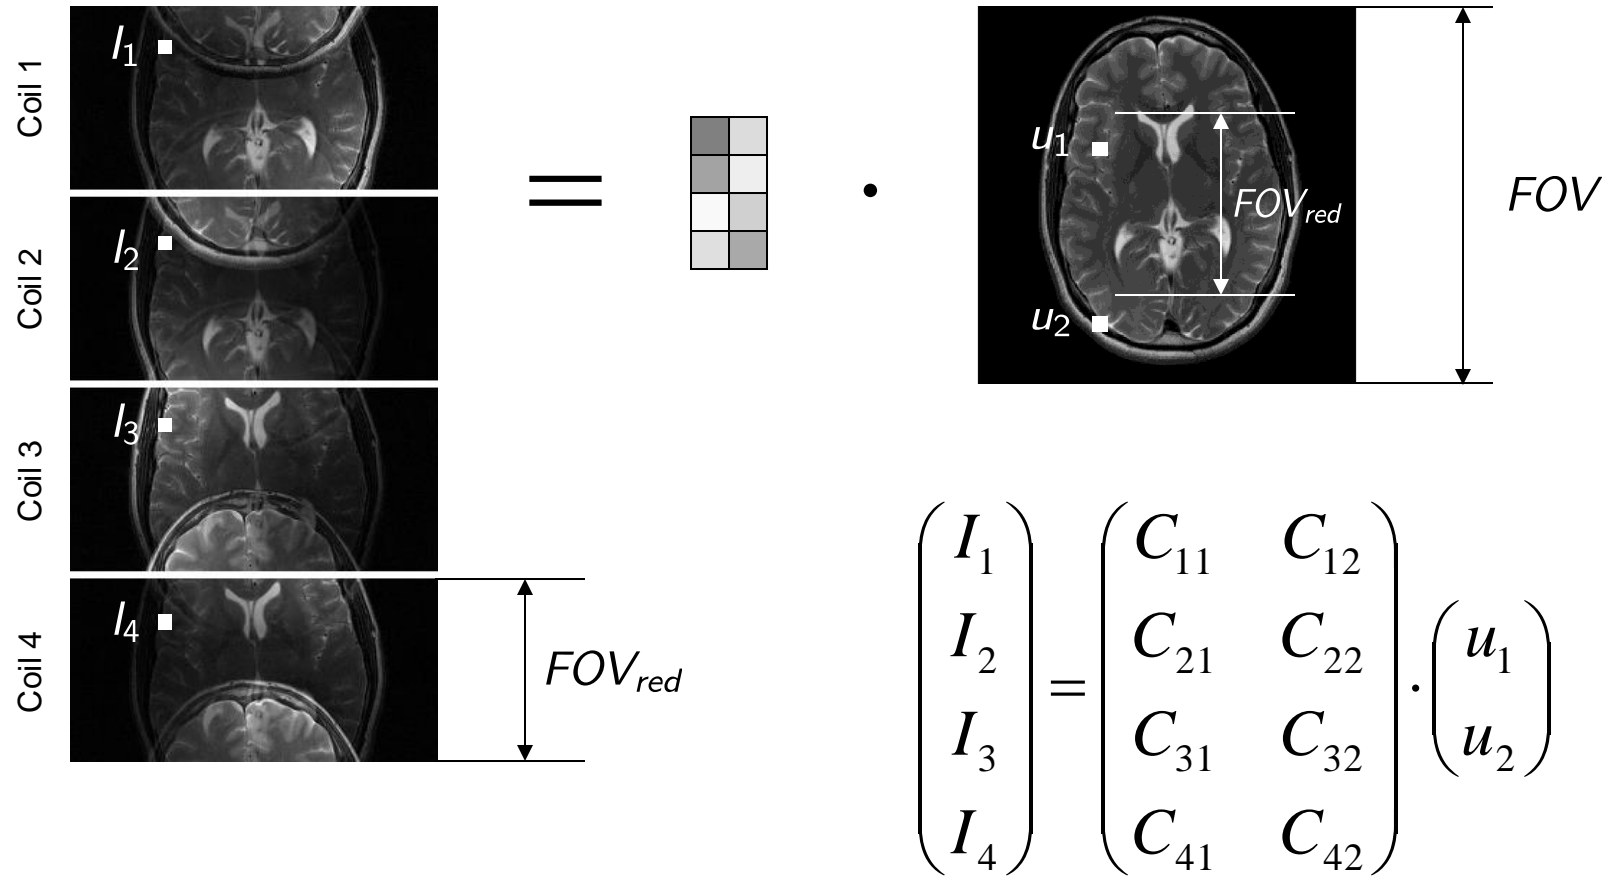 Coil 1
I1
Coil 2
I2
Coil 3
I3
Coil 4
I4
FOVred
=
·
u1
FOVred
u2
FOV
I1 C11 C12
I2 C21 C22 u1
= ·
I3 C31 C32 u2
I4 C41 C42